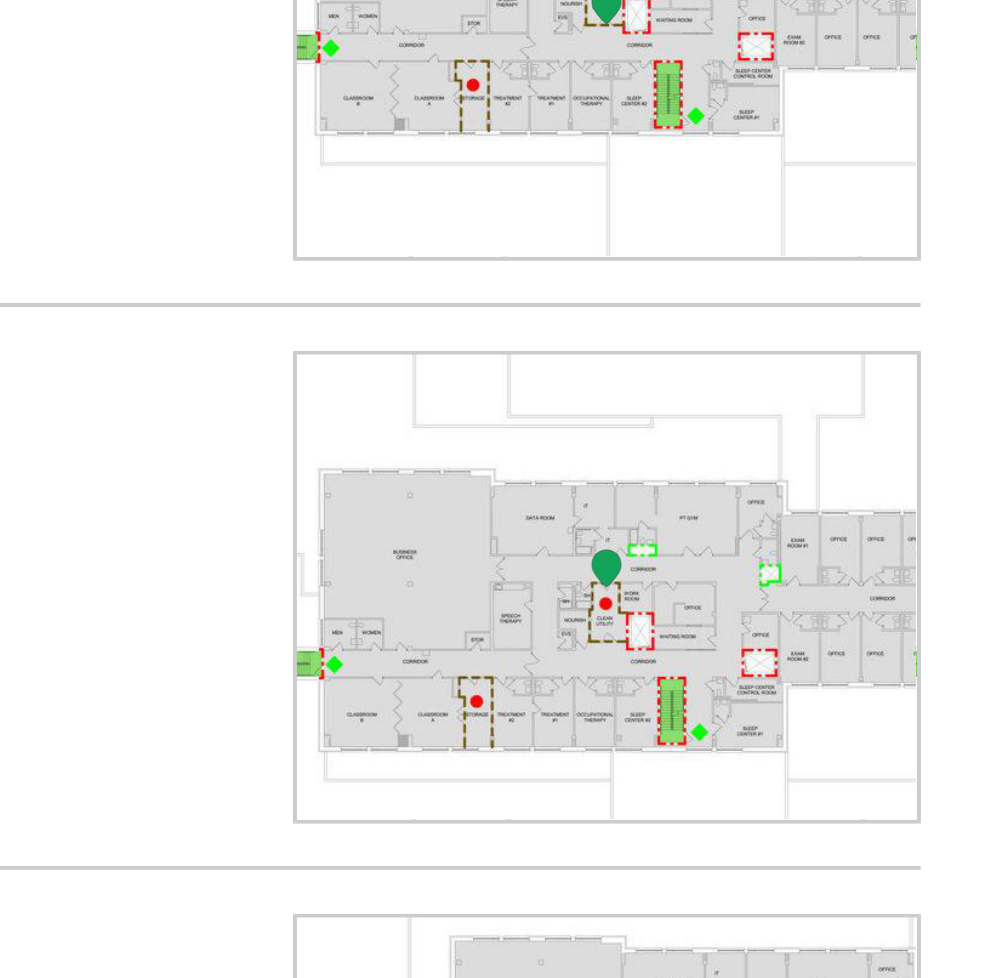 THERAPY
NOURISH
MEN WOMEN
STOR
EVS
WAITING ROOM
OFFICE
EXAM
ROOM #2
OFFICE
OFFICE
CORRIDOR
CORRIDOR
SLEEP CENTER
CONTROL ROOM
CLASSROOM
B
CLASSROOM
A
STORAGE
TREATMENT
#2
TREATMENT
#1
OCCUPATIONAL
THERAPY
SLEEP
CENTER #2
SLEEP
CENTER #1
OFFICE
DATA ROOM
IT
PT GYM
IT
EXAM
ROOM #1
OFFICE
OFFICE
BUSINESS
OFFICE
CORRIDOR
WORK
ROOM
CORRIDOR
OFFICE
SPEECH
THERAPY
NOURISH
CLEAN
UTILITY
MEN WOMEN
STOR
EVS
WAITING ROOM
OFFICE
EXAM
ROOM #2
OFFICE
OFFICE
CORRIDOR
CORRIDOR
SLEEP CENTER
CONTROL ROOM
CLASSROOM
B
CLASSROOM
A
STORAGE
TREATMENT
#2
TREATMENT
#1
OCCUPATIONAL
THERAPY
SLEEP
CENTER #2
SLEEP
CENTER #1
IT
OFFICE